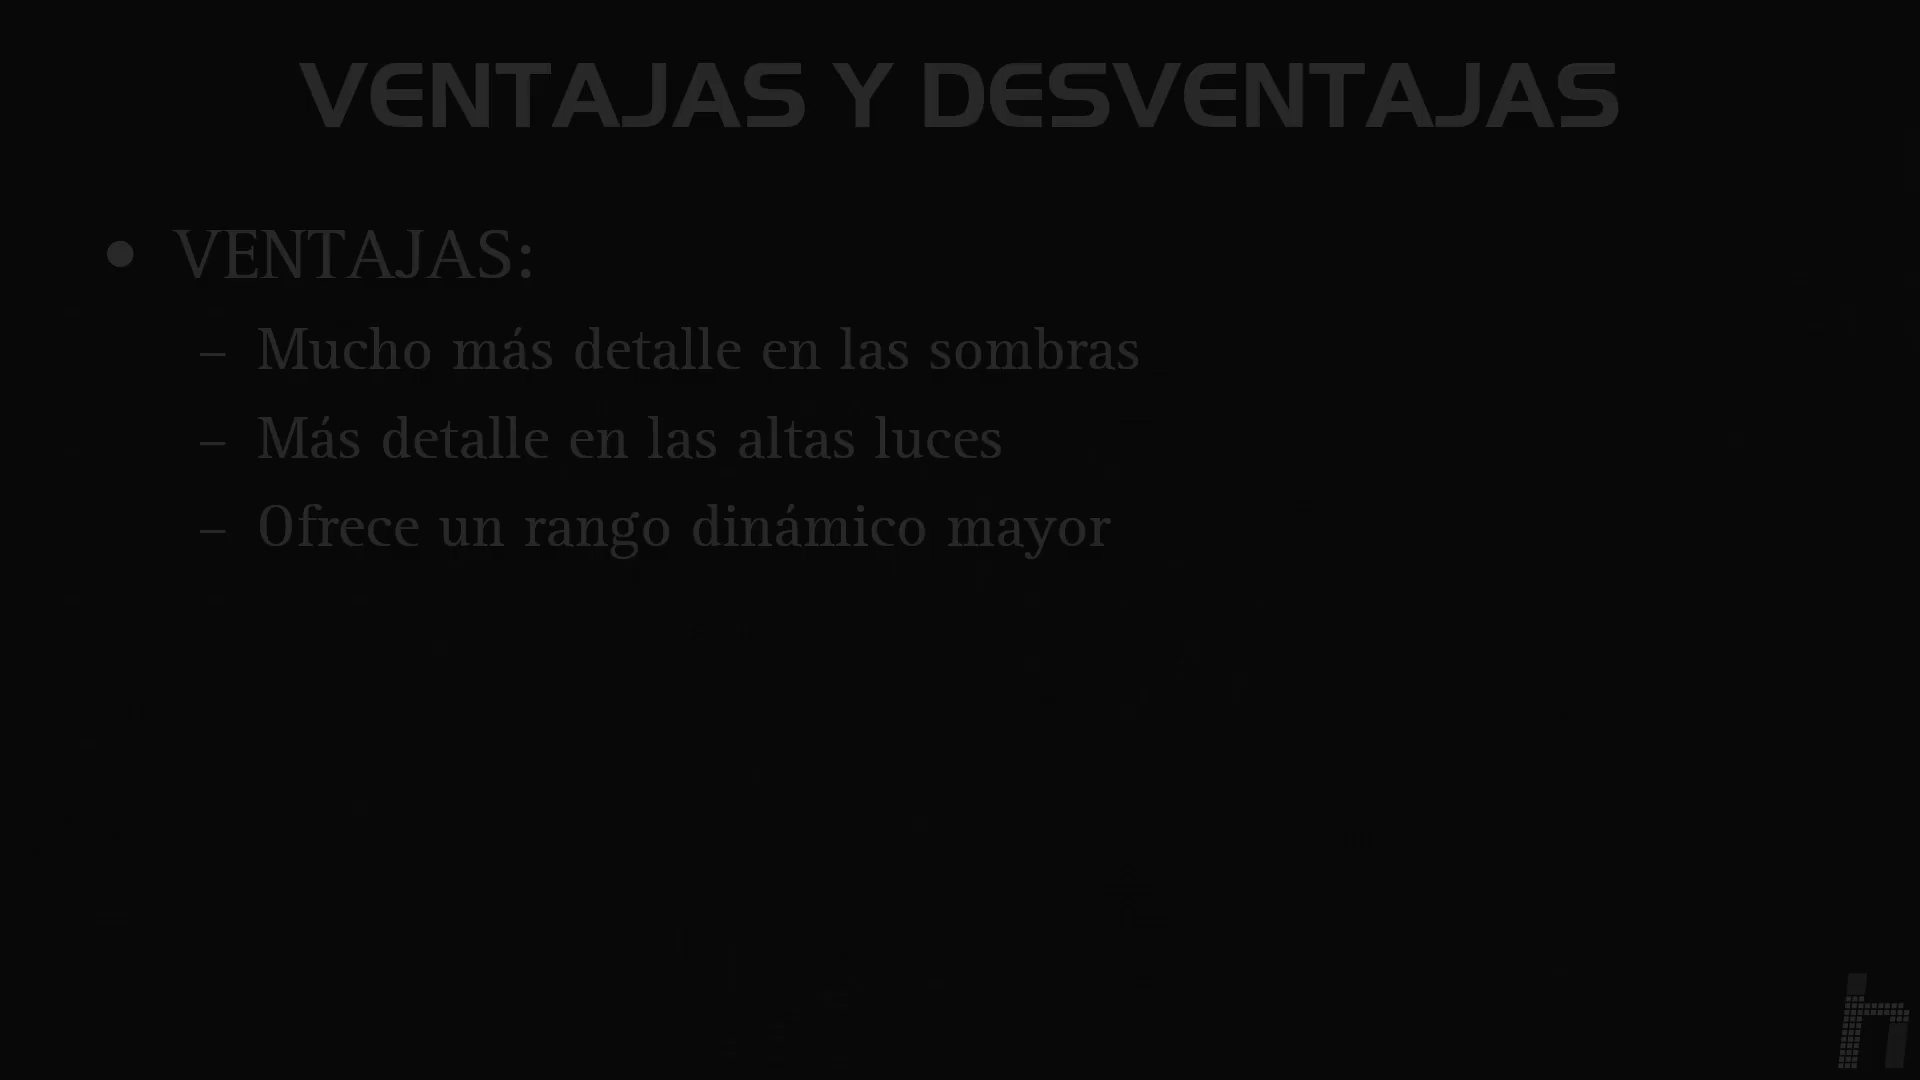 VENTAJAS Y DESVENTAJAS
• VENTAJAS:
– Mucho más detalle en las sombras
– Más detalle en las altas luces
– Ofrece un rango dinámico mayor
h